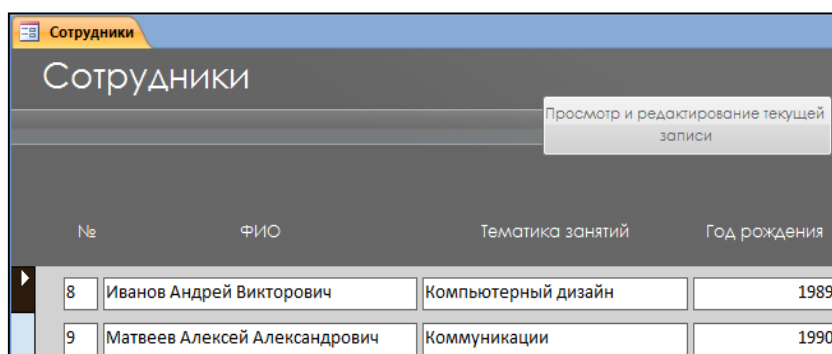 Сотрудники
Сотрудники
Просмотр и редактирование текущей
записи
№ ФИО Тематика занятий Год рождения
8 Иванов Андрей Викторович Компьютерный дизайн 1989
9 Матвеев Алексей Александрович Коммуникации 1990